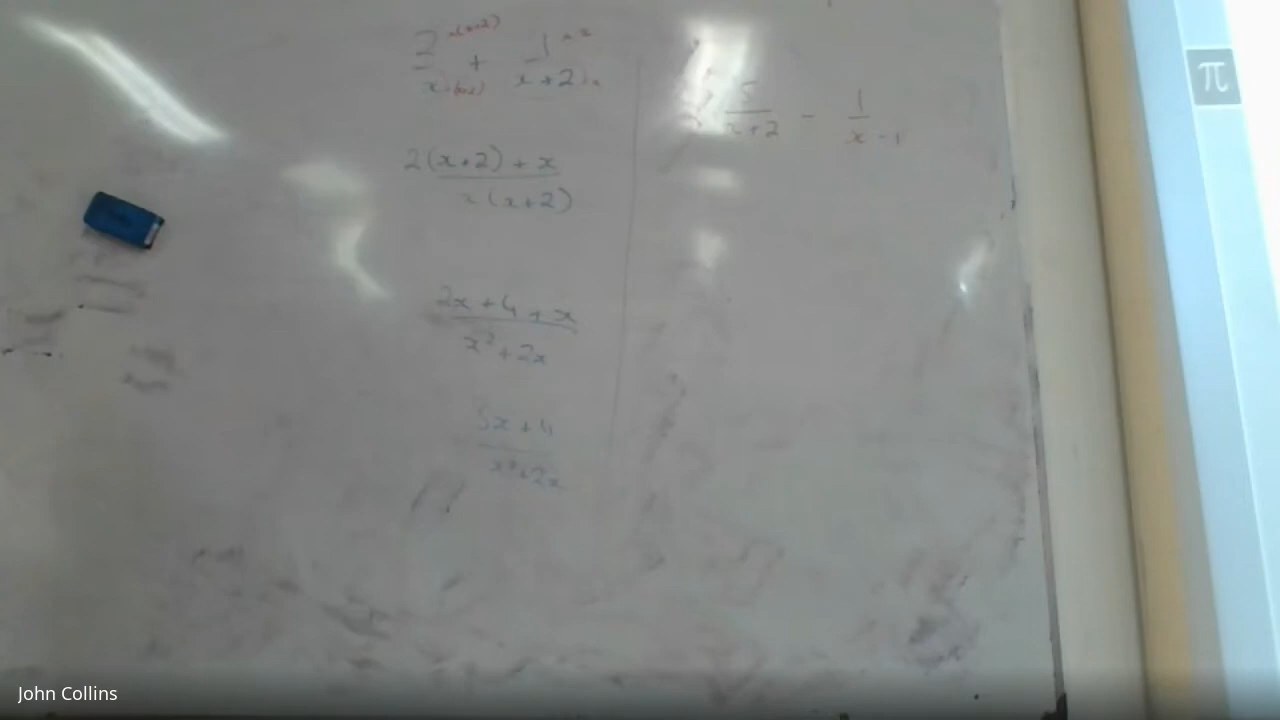 2 ×(x+2) + 1 × x
x ×(x+2) x+2 × x
2(x+2) + x
x(x+2)
2x + 4 + x
x² + 2x
3x + 4
x²+2x
5 - 1
x+2 x-1
π
John Collins